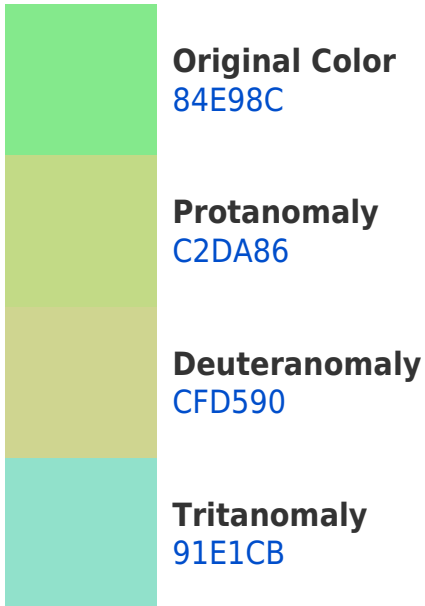 Original Color
84E98C
Protanomaly
C2DA86
Deuteranomaly
CFD590
Tritanomaly
91E1CB